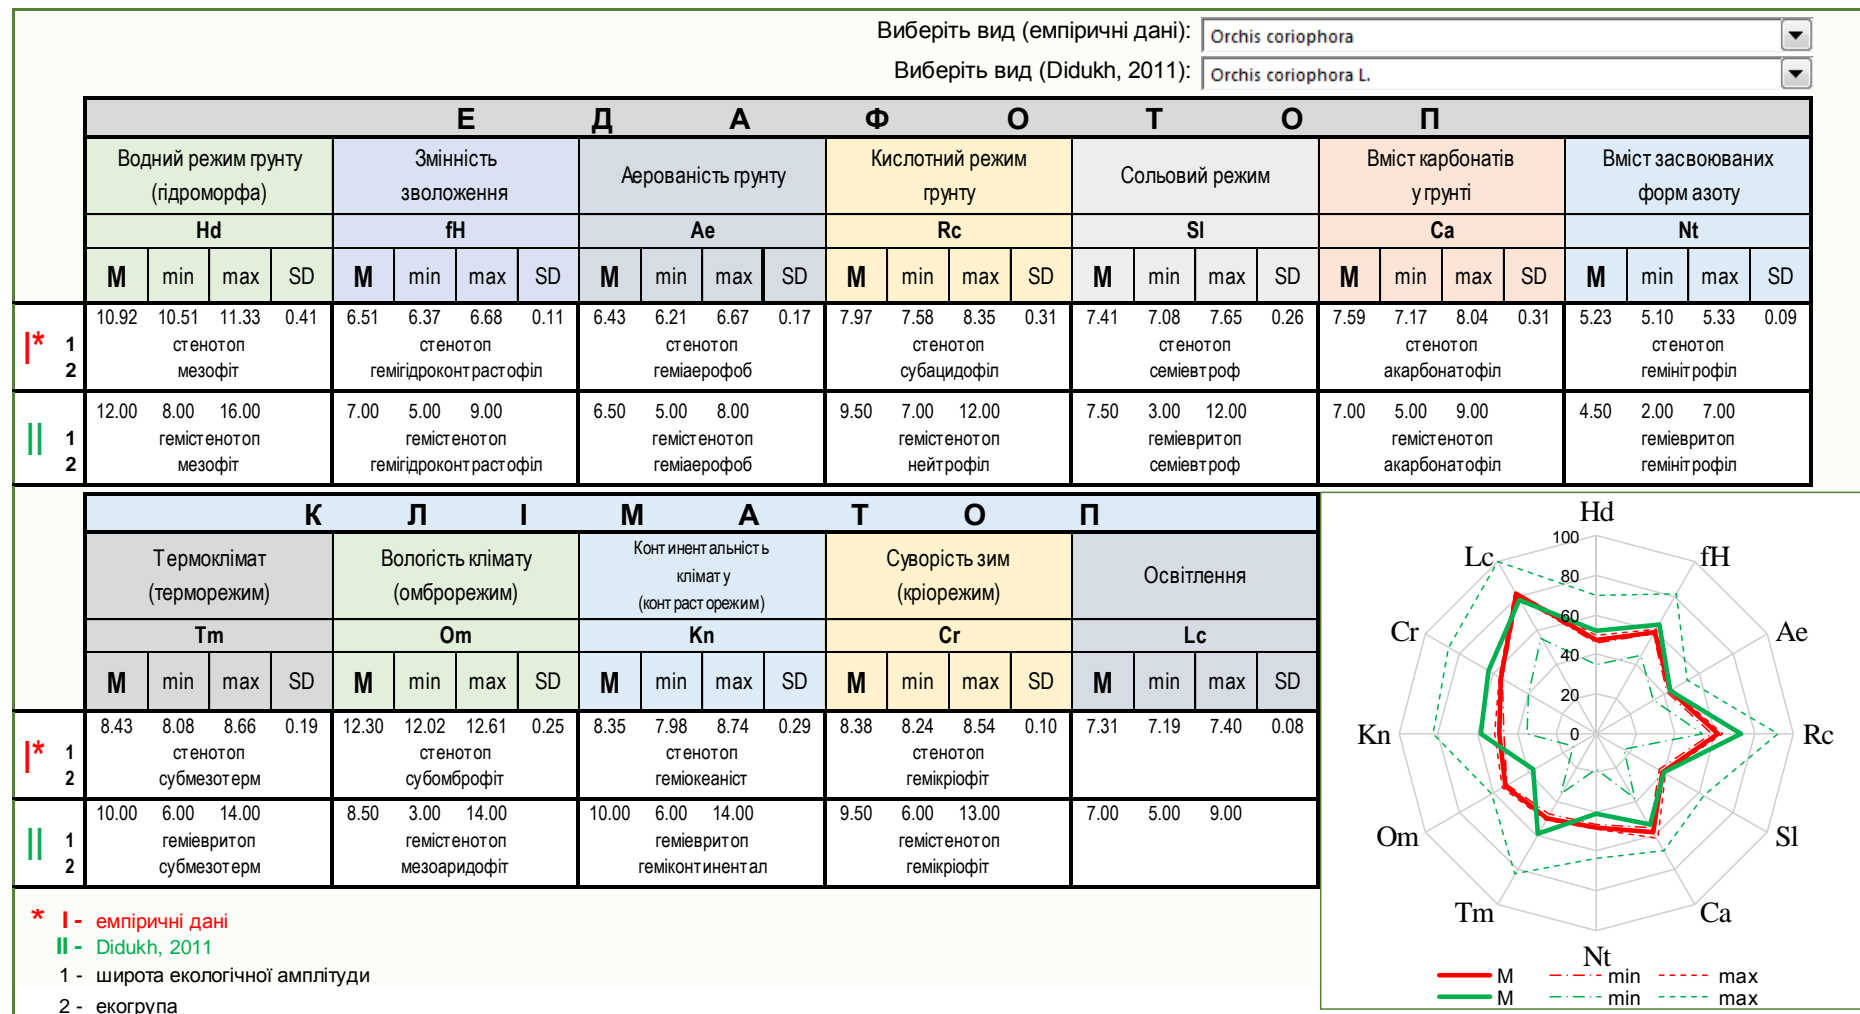 Виберіть вид (емпіричні дані): Orchis coriophora
Виберіть вид (Didukh, 2011): Orchis coriophora L.
Е Д А Ф О Т О П
Водний режим грунту (гідроморфа) Змінність зволоження Аерованість грунту Кислотний режим грунту Сольовий режим Вміст карбонатів у грунті Вміст засвоюваних форм азоту
Hd fH Ae Rc Sl Ca Nt
M min max SD M min max SD M min max SD M min max SD M min max SD M min max SD M min max SD
10.92 10.51 11.33 0.41 6.51 6.37 6.68 0.11 6.43 6.21 6.67 0.17 7.97 7.58 8.35 0.31 7.41 7.08 7.65 0.26 7.59 7.17 8.04 0.31 5.23 5.10 5.33 0.09
I* 1 стенотоп стенотоп стенотоп стенотоп стенотоп стенотоп стенотоп
2 мезофіт гемігідроконтрастофіл геміаерофоб субацидофіл семіевтроф акарбонатофіл гемінітрофіл
12.00 8.00 16.00 7.00 5.00 9.00 6.50 5.00 8.00 9.50 7.00 12.00 7.50 3.00 12.00 7.00 5.00 9.00 4.50 2.00 7.00
II 1 гемістенотоп гемістенотоп гемістенотоп гемістенотоп геміевритоп гемістенотоп геміевритоп
2 мезофіт гемігідроконтрастофіл геміаерофоб нейтрофіл семіевтроф акарбонатофіл гемінітрофіл
К Л І М А Т О П
Термоклімат (терморежим) Вологість клімату (омброрежим) Континентальність клімату (контрасторежим) Суворість зим (кріорежим) Освітлення
Tm Om Kn Cr Lc
M min max SD M min max SD M min max SD M min max SD M min max SD
8.43 8.08 8.66 0.19 12.30 12.02 12.61 0.25 8.35 7.98 8.74 0.29 8.38 8.24 8.54 0.10 7.31 7.19 7.40 0.08
I* 1 стенотоп стенотоп стенотоп стенотоп
2 субмезотерм субомброфіт геміокеаніст гемікріофіт
10.00 6.00 14.00 8.50 3.00 14.00 10.00 6.00 14.00 9.50 6.00 13.00 7.00 5.00 9.00
II 1 геміевритоп гемістенотоп геміевритоп гемістенотоп
2 субмезотерм мезоаридофіт геміконтинентал гемікріофіт
* I - емпіричні дані
II - Didukh, 2011
1 - широта екологічної амплітуди
2 - екогрупа
Hd
100
Lc fH
80
60
Cr Ae
40
20
Kn 0 Rc
Om Sl
Tm Ca
Nt
M min max
M min max